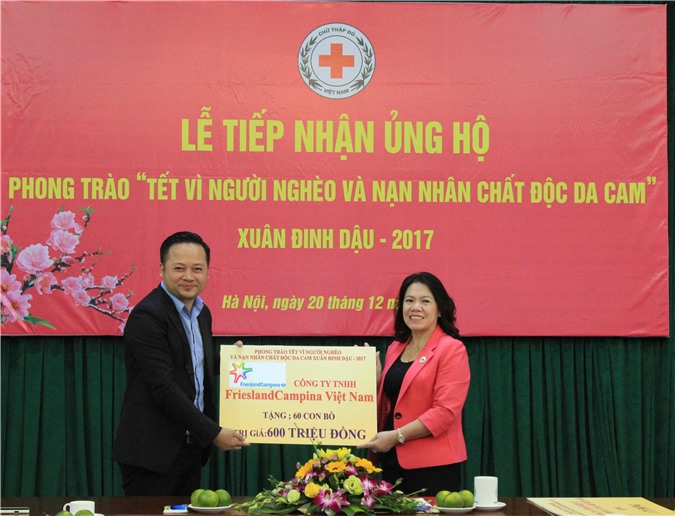 CHỮ THẬP ĐỎ
VIỆT NAM
LỄ TIẾP NHẬN ỦNG HỘ
PHONG TRÀO “TẾT VÌ NGƯỜI NGHÈO VÀ NẠN NHÂN CHẤT ĐỘC DA CAM”
XUÂN ĐINH DẬU - 2017
Hà Nội, ngày 20 tháng 12
PHONG TRÀO TẾT VÌ NGƯỜI NGHÈO
VÀ NẠN NHÂN CHẤT ĐỘC DA CAM XUÂN ĐINH DẬU - 2017
FrieslandCampina
CÔNG TY TNHH
FrieslandCampina Việt Nam
TẶNG : 60 CON BÒ
TRỊ GIÁ:600 TRIỆU ĐỒNG